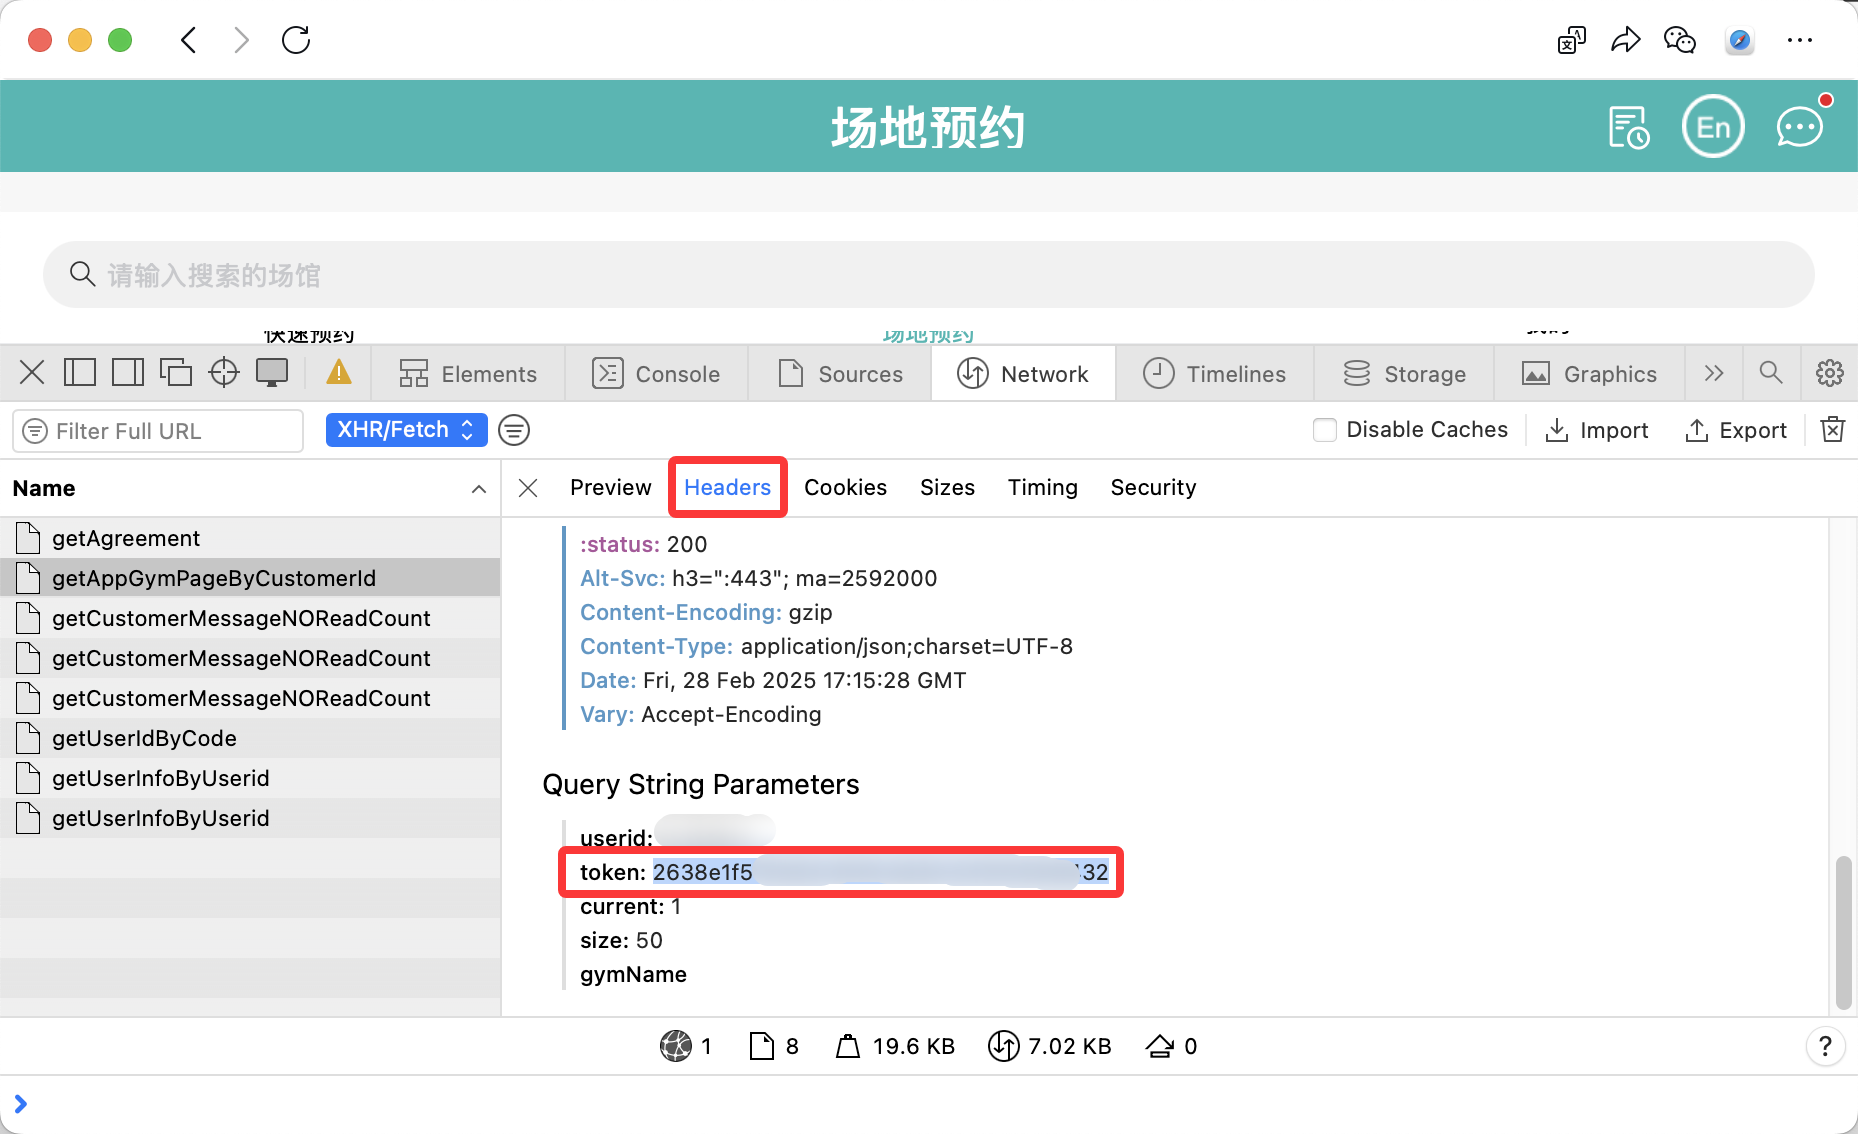 场地预约
En
请输入搜索的场馆
快速预约
场地预约
Elements
Console
Sources
Network
Timelines
Storage
Graphics
Filter Full URL
XHR/Fetch
Disable Caches
Import
Export
Name
Preview
Headers
Cookies
Sizes
Timing
Security
getAgreement
getAppGymPageByCustomerId
getCustomerMessageNOReadCount
getCustomerMessageNOReadCount
getCustomerMessageNOReadCount
getUserIdByCode
getUserInfoByUserid
getUserInfoByUserid
:status: 200
Alt-Svc: h3=":443"; ma=2592000
Content-Encoding: gzip
Content-Type: application/json;charset=UTF-8
Date: Fri, 28 Feb 2025 17:15:28 GMT
Vary: Accept-Encoding
Query String Parameters
userid:
token: 2638e1f5 32
current: 1
size: 50
gymName
1
8
19.6 KB
7.02 KB
0
?